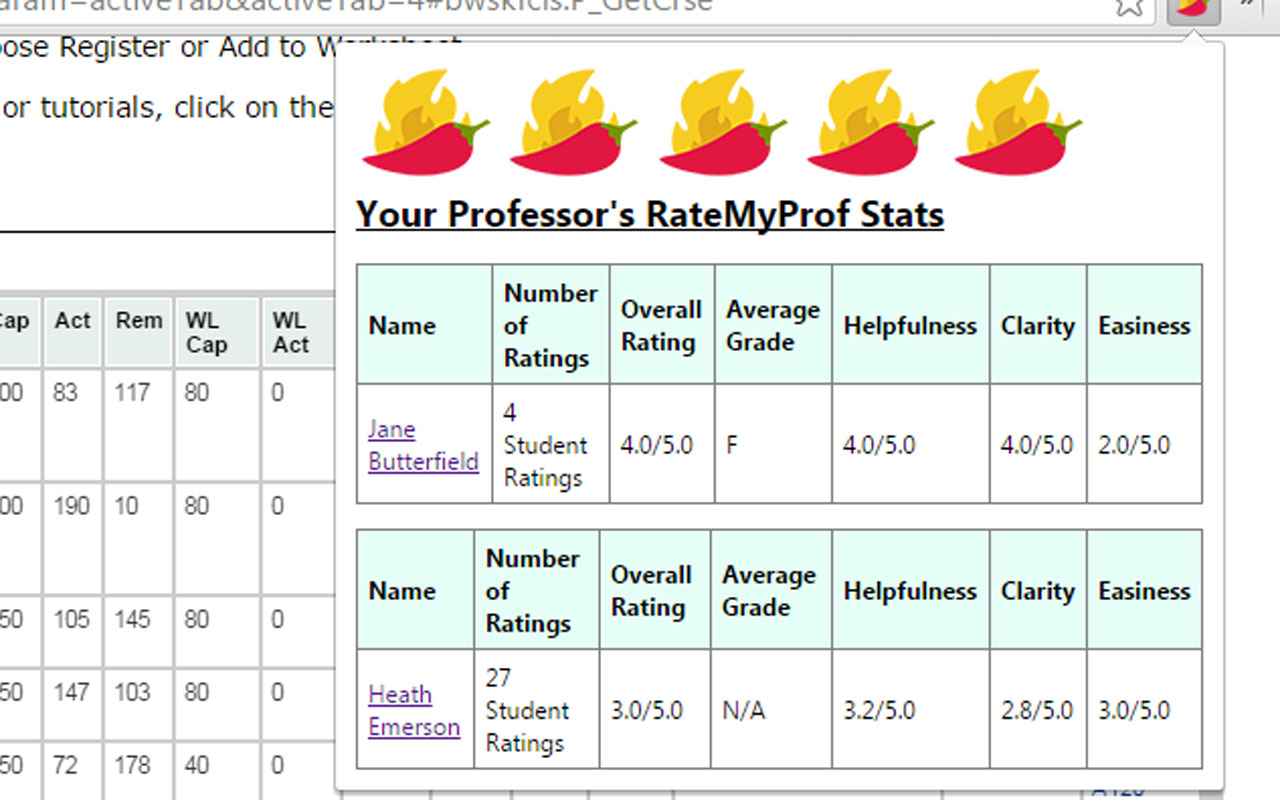 aram=activeTab&activeTab=4#bwskfcls.P_GetCrse
ose Register or Add to Worksheet
or tutorials, click on the
Your Professor's RateMyProf Stats
Name Number of Ratings Overall Rating Average Grade Helpfulness Clarity Easiness
Jane Butterfield 4 Student Ratings 4.0/5.0 F 4.0/5.0 4.0/5.0 2.0/5.0
Name Number of Ratings Overall Rating Average Grade Helpfulness Clarity Easiness
Heath Emerson 27 Student Ratings 3.0/5.0 N/A 3.2/5.0 2.8/5.0 3.0/5.0
Cap Act Rem WL Cap WL Act
00 83 117 80 0
00 190 10 80 0
50 105 145 80 0
50 147 103 80 0
50 72 178 40 0